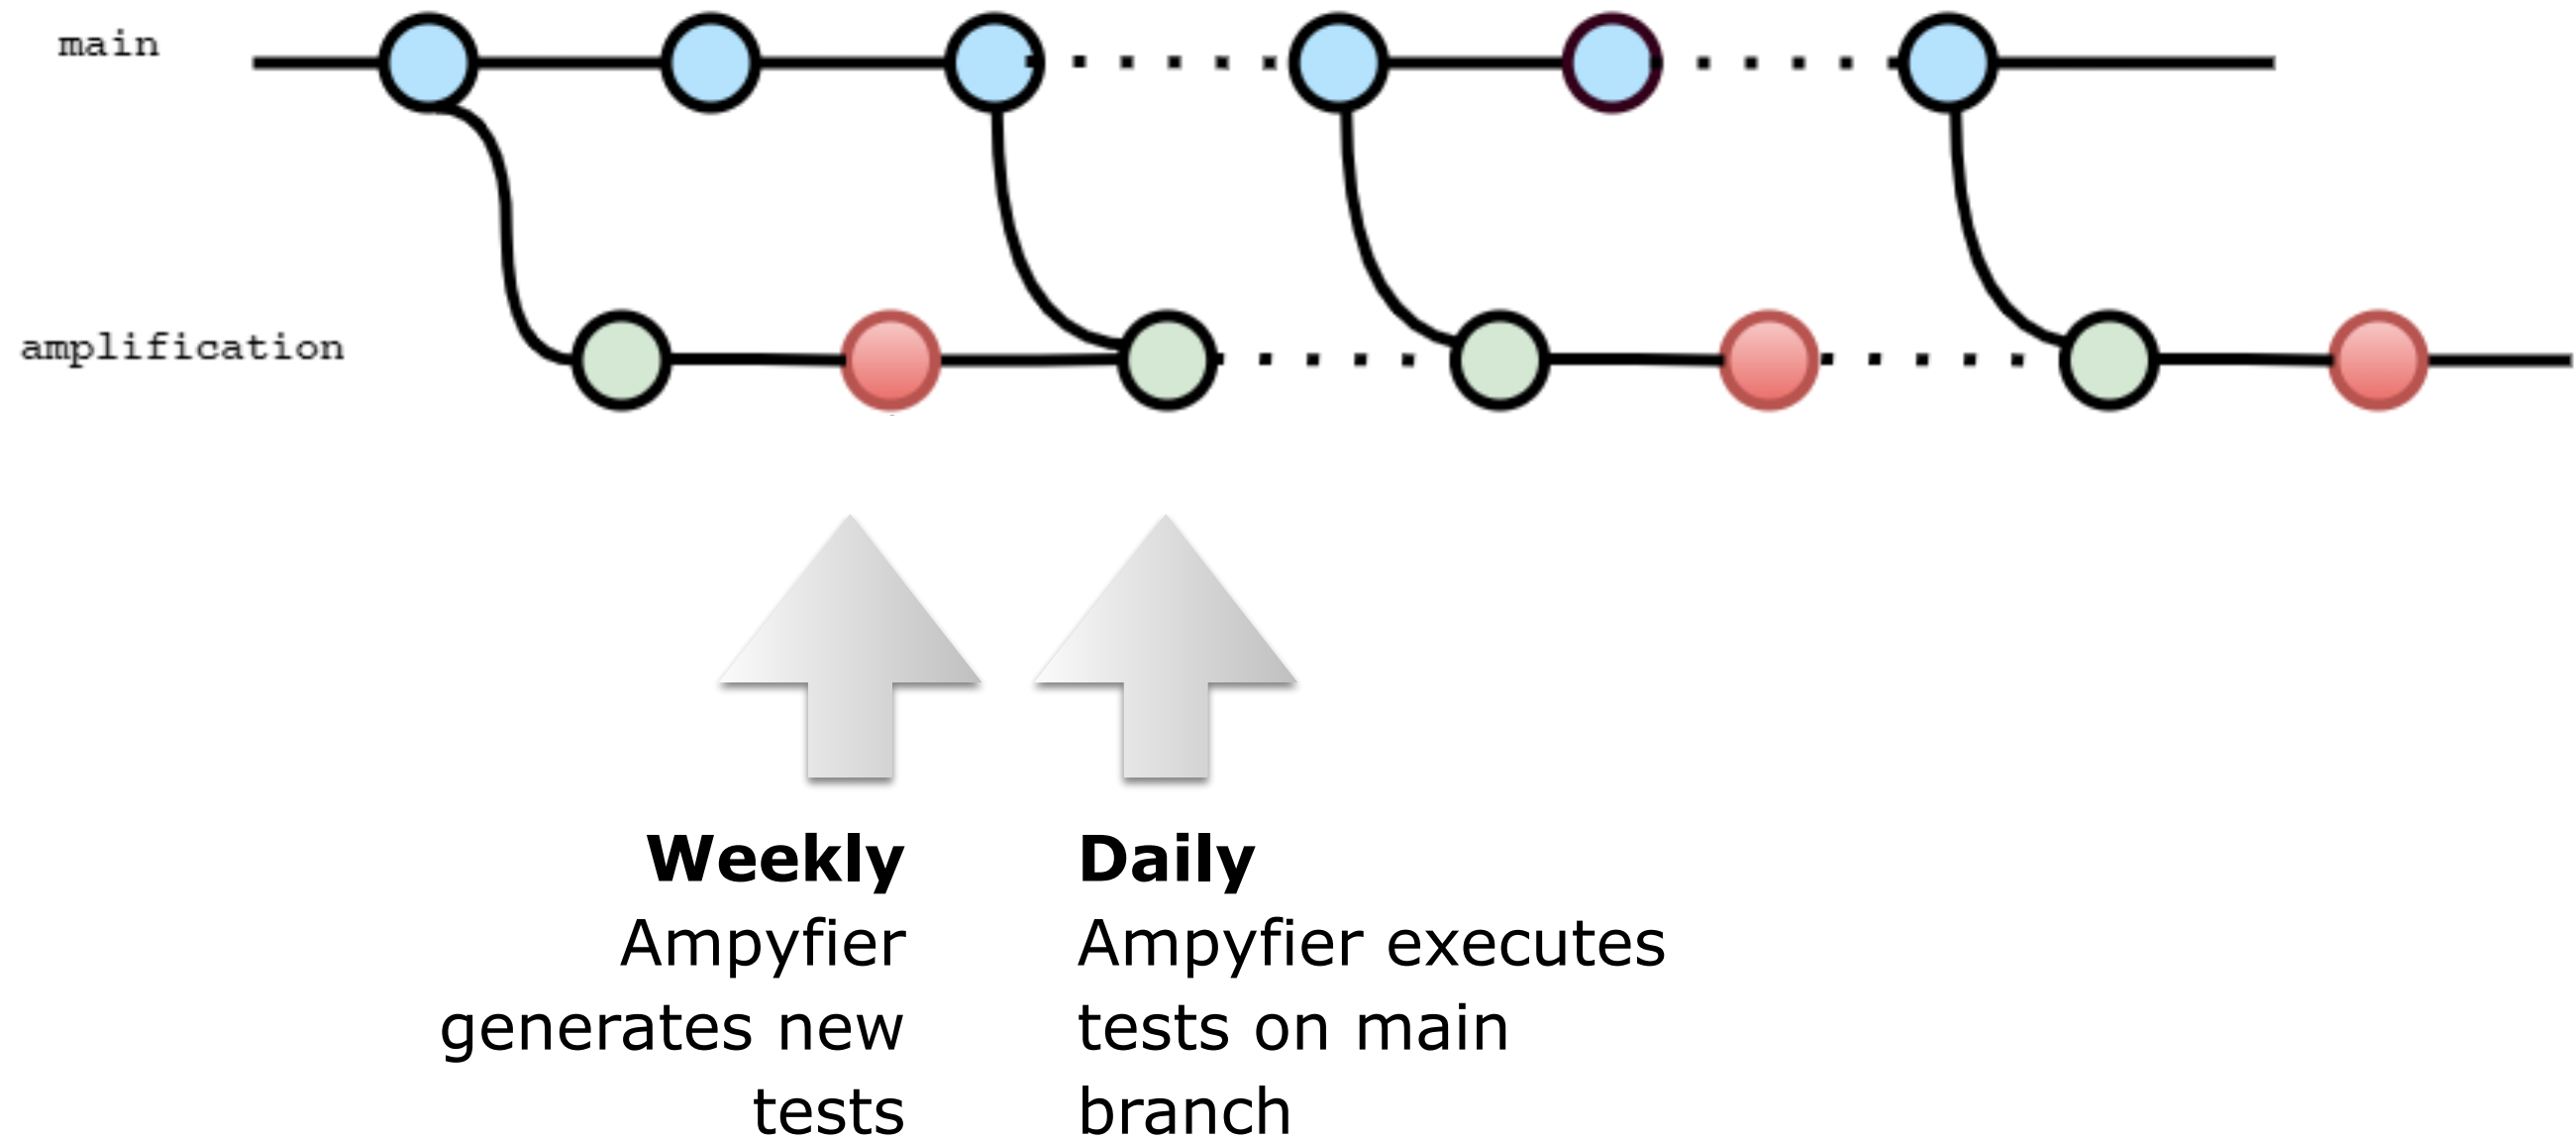 main
amplification
Weekly
Ampyfier
generates new
tests
Daily
Ampyfier executes
tests on main
branch